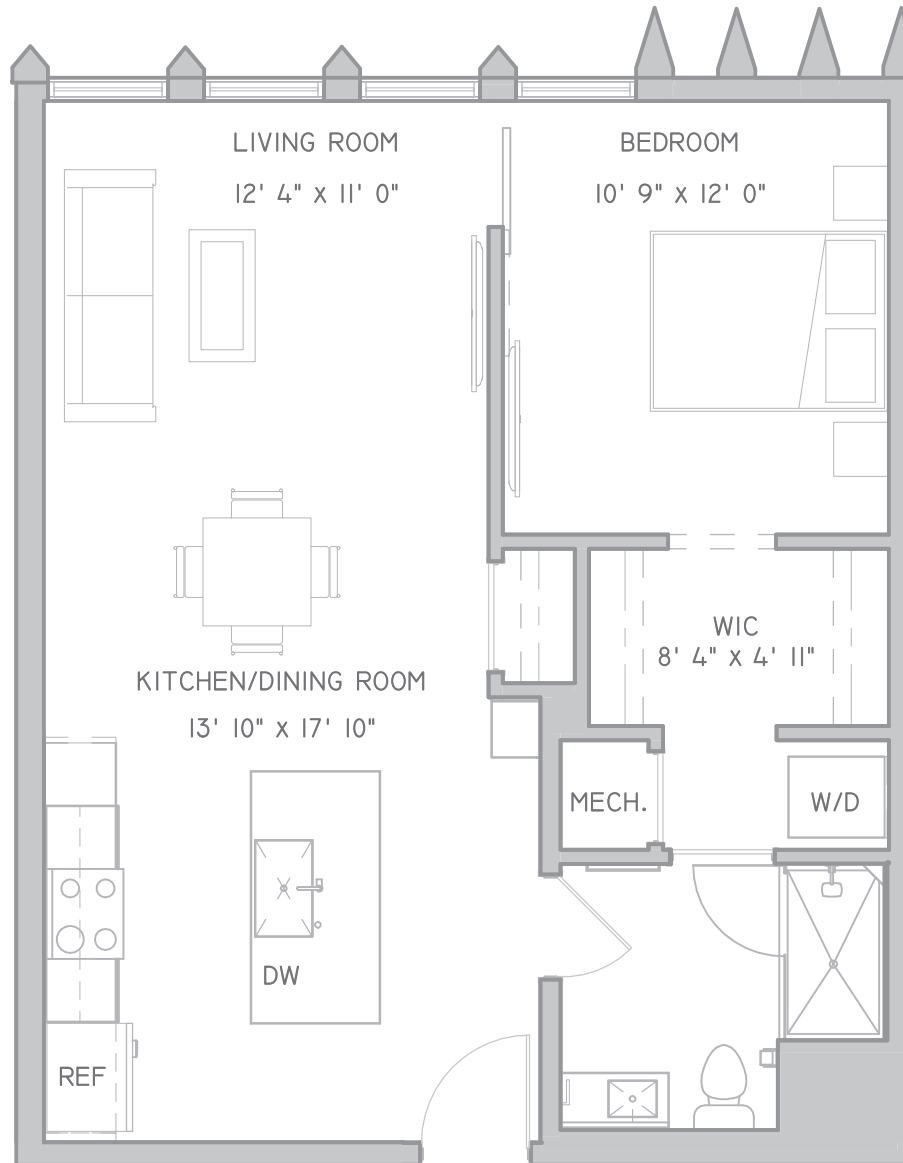 LIVING ROOM
12' 4" X 11' 0"
BEDROOM
10' 9" X 12' 0"
WIC
8' 4" X 4' 11"
KITCHEN/DINING ROOM
13' 10" X 17' 10"
MECH.
W/D
DW
REF